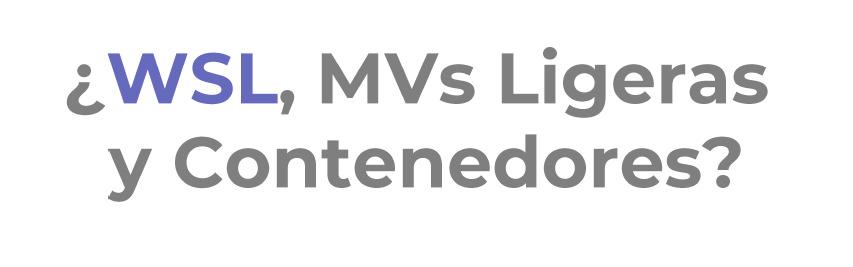 ¿WSL, MVs Ligeras
y Contenedores?